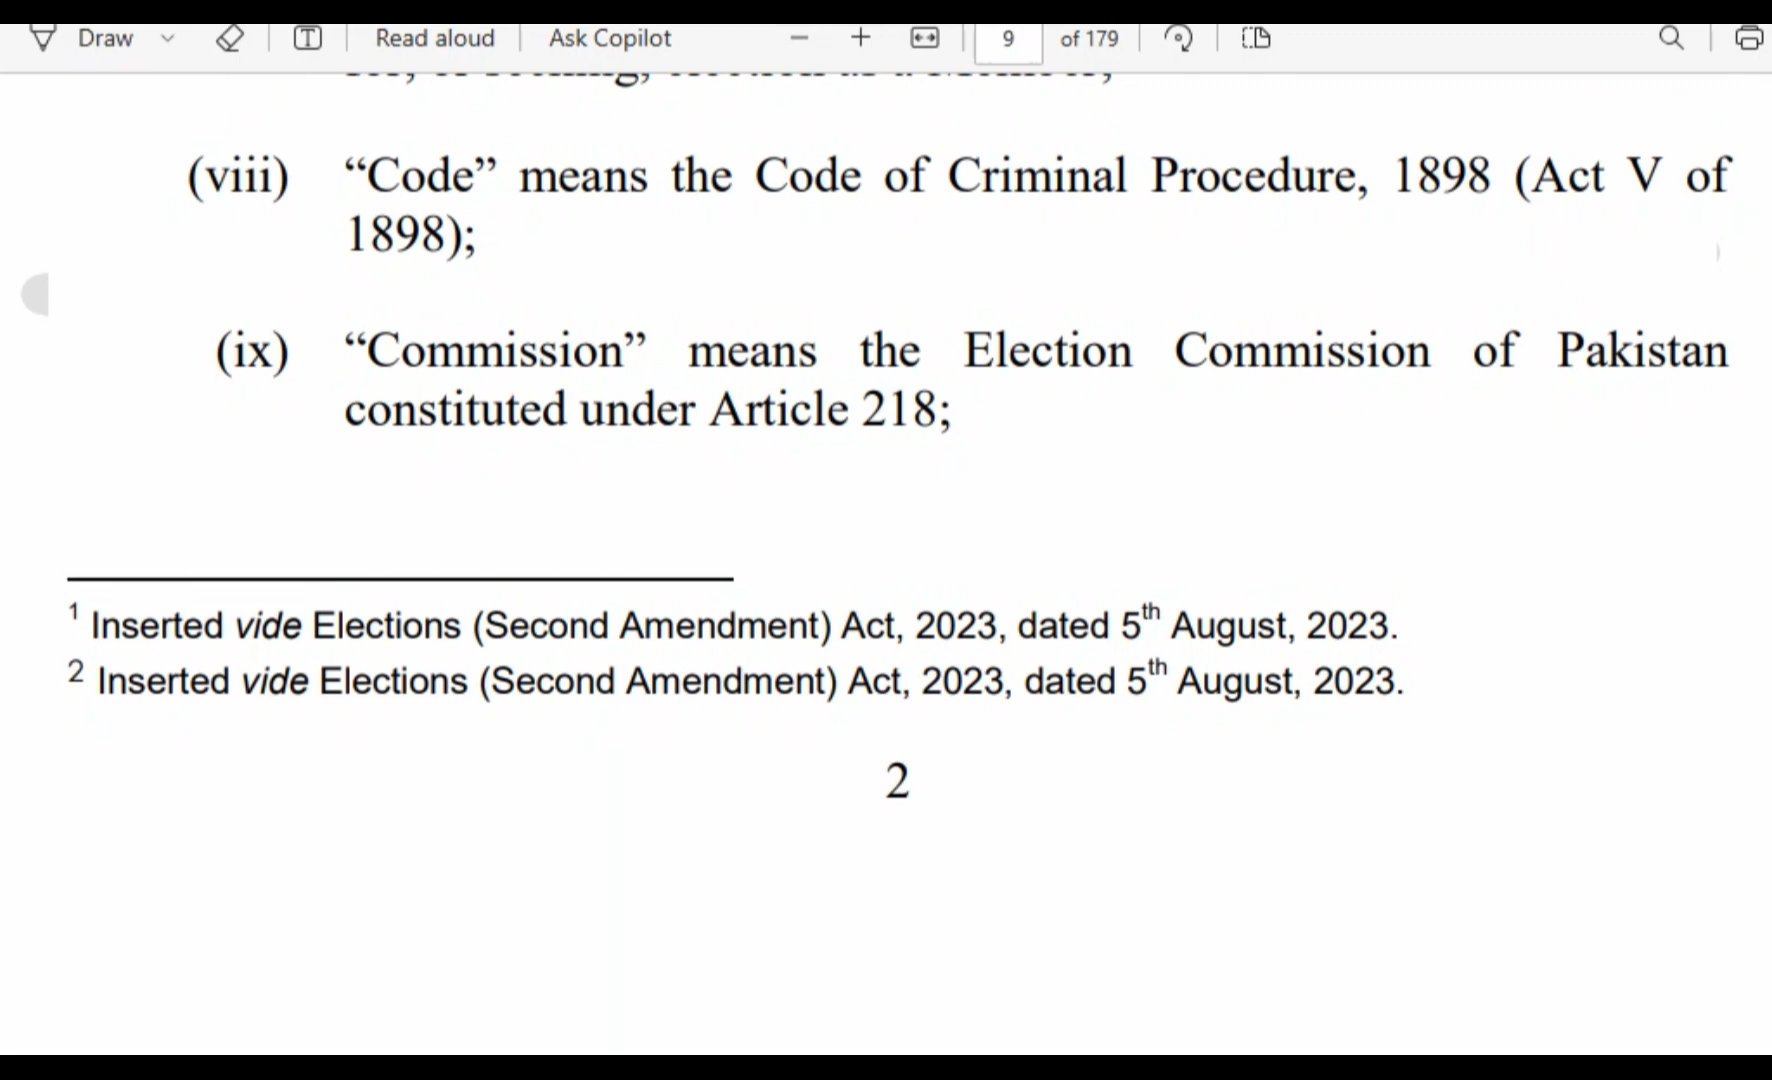 Draw Read aloud Ask Copilot 9 of 179
(viii) “Code” means the Code of Criminal Procedure, 1898 (Act V of
1898);
(ix) “Commission” means the Election Commission of Pakistan
constituted under Article 218;
1 Inserted vide Elections (Second Amendment) Act, 2023, dated 5th August, 2023.
2 Inserted vide Elections (Second Amendment) Act, 2023, dated 5th August, 2023.
2